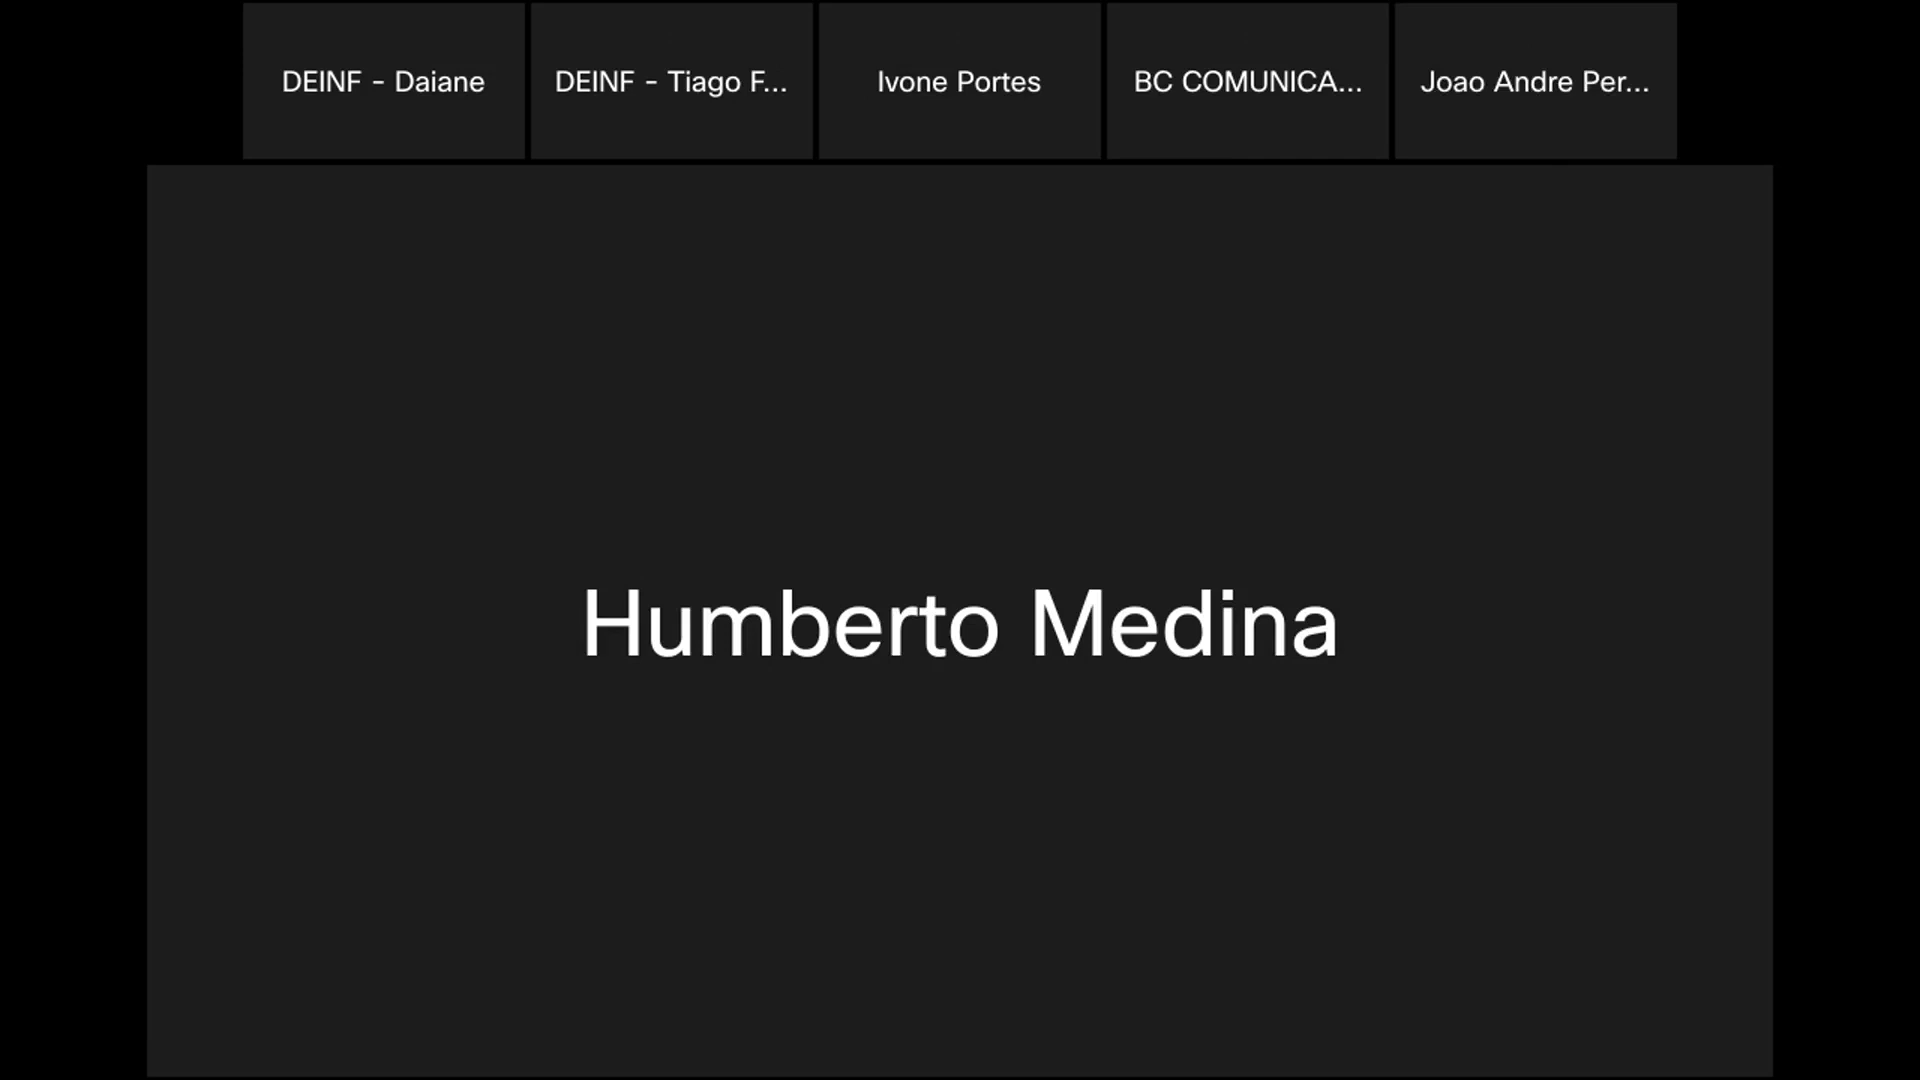 DEINF - Daiane
DEINF - Tiago F...
Ivone Portes
BC COMUNICA...
Joao Andre Per...
Humberto Medina